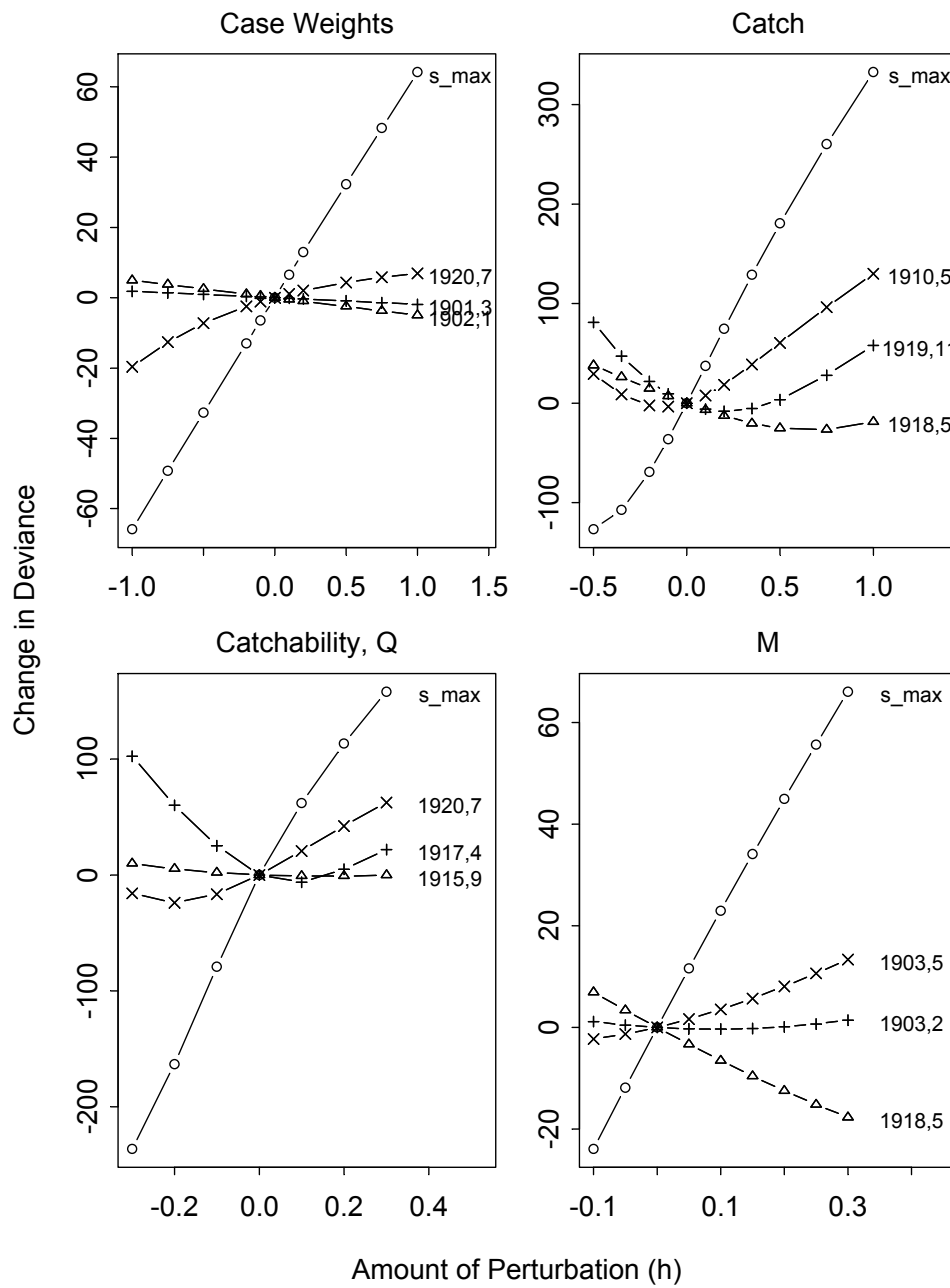 Case Weights
Catch
s_max
1920,7
1901,3
1902,1
-60 -40 -20 0 20 40 60
-1.0 0.0 0.5 1.0 1.5
s_max
1910,5
1919,11
1918,5
-100 0 100 200 300
-0.5 0.0 0.5 1.0
Change in Deviance
Catchability, Q
M
s_max
1920,7
1917,4
1915,9
-200 -100 0 100
-0.2 0.0 0.2 0.4
s_max
1903,5
1903,2
1918,5
-20 0 20 40 60
-0.1 0.1 0.3
Amount of Perturbation (h)